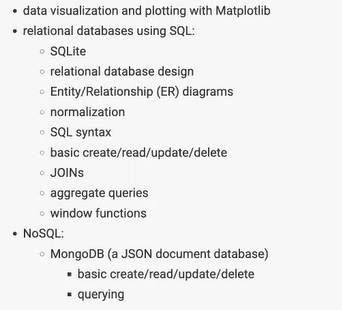 data visualization and plotting with Matplotlib
relational databases using SQL:
SQLite
relational database design
Entity/Relationship (ER) diagrams
normalization
SQL syntax
basic create/read/update/delete
JOINs
aggregate queries
window functions
NoSQL:
MongoDB (a JSON document database)
basic create/read/update/delete
querying